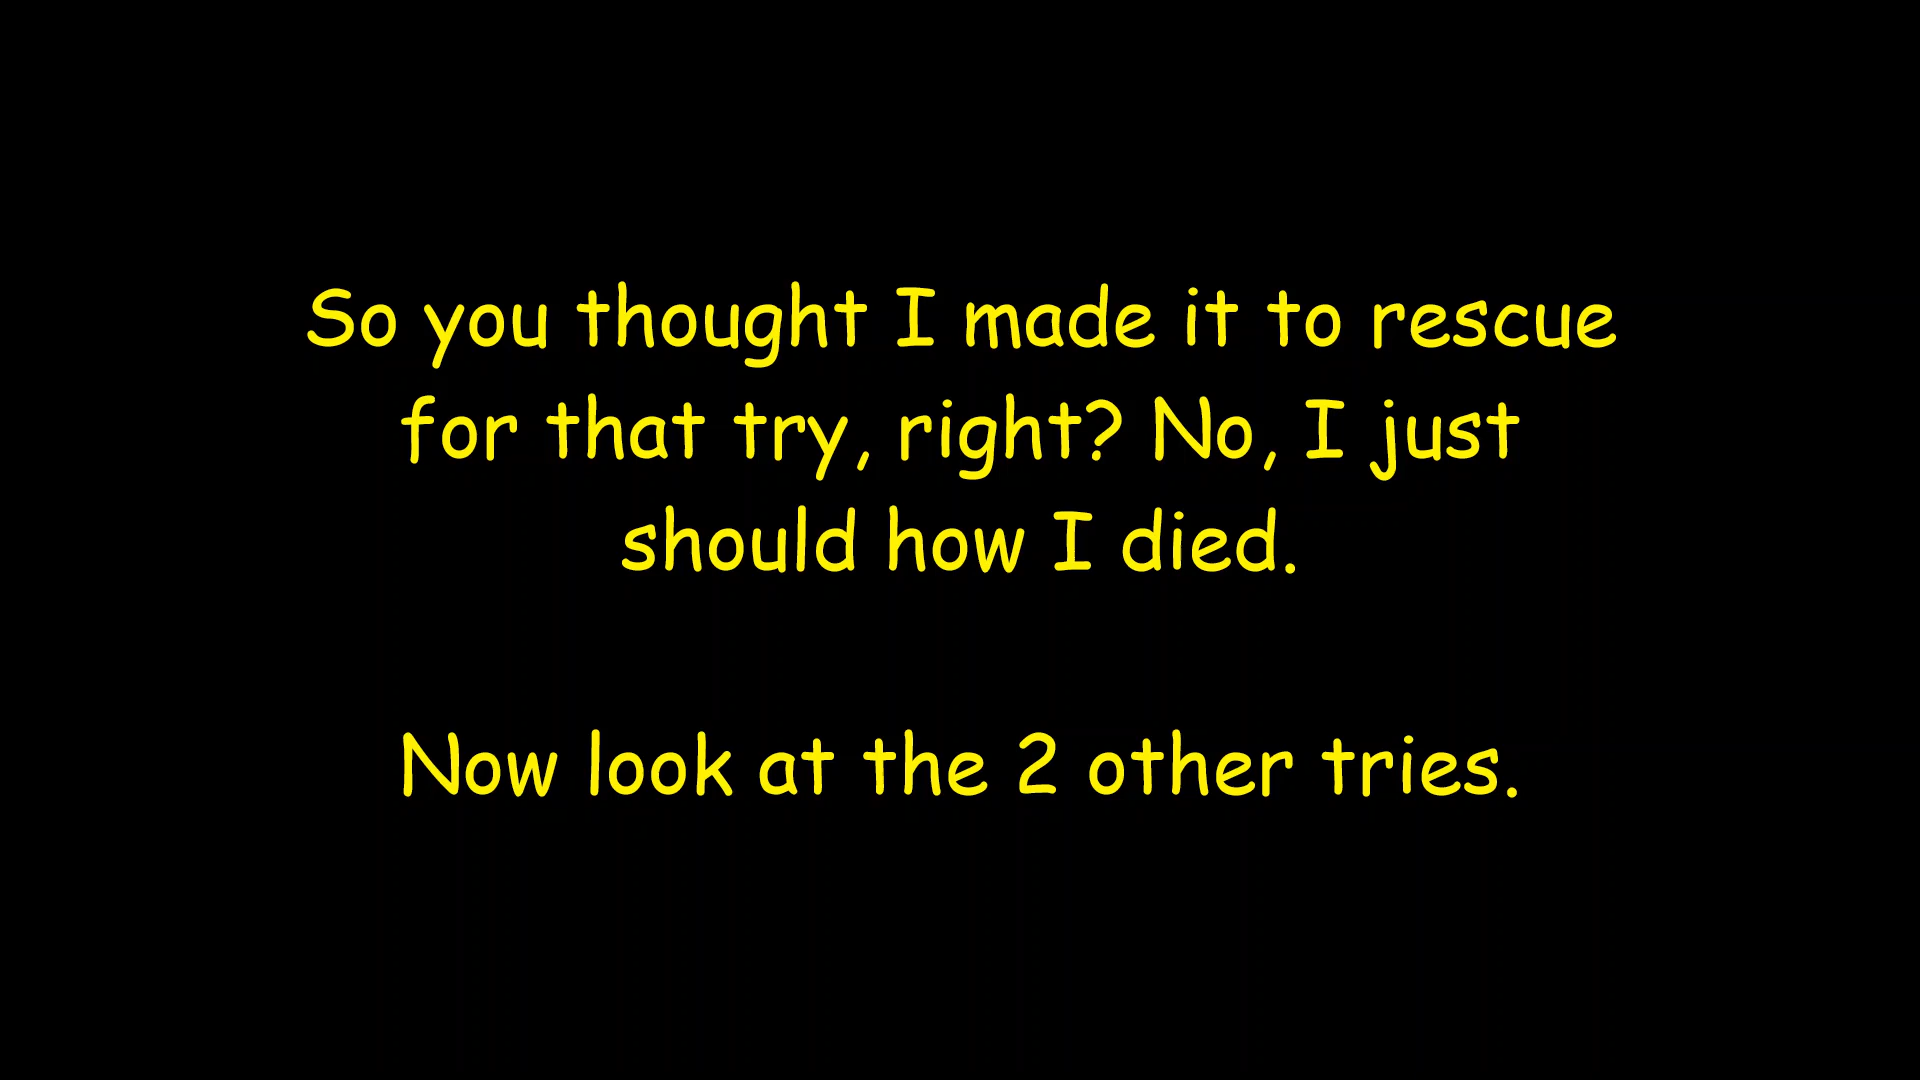 So you thought I made it to rescue
for that try, right? No, I just
should how I died.
Now look at the 2 other tries.